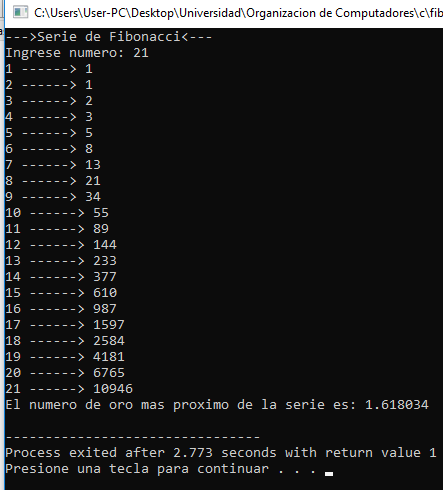 C:\Users\User-PC\Desktop\Universidad\Organizacion de Computadores\c\fib
--->Serie de Fibonacci<---
Ingrese numero: 21
1 ------> 1
2 ------> 1
3 ------> 2
4 ------> 3
5 ------> 5
6 ------> 8
7 ------> 13
8 ------> 21
9 ------> 34
10 ------> 55
11 ------> 89
12 ------> 144
13 ------> 233
14 ------> 377
15 ------> 610
16 ------> 987
17 ------> 1597
18 ------> 2584
19 ------> 4181
20 ------> 6765
21 ------> 10946
El numero de oro mas proximo de la serie es: 1.618034
--------------------------------
Process exited after 2.773 seconds with return value 1
Presione una tecla para continuar . . .